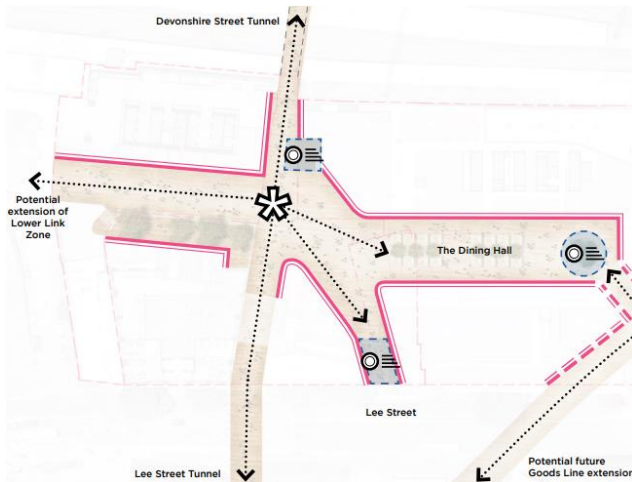 Devonshire Street Tunnel
Potential
extension of
Lower Link
Zone
The Dining Hall
Lee Street
Lee Street Tunnel
Potential future
Goods Line extension